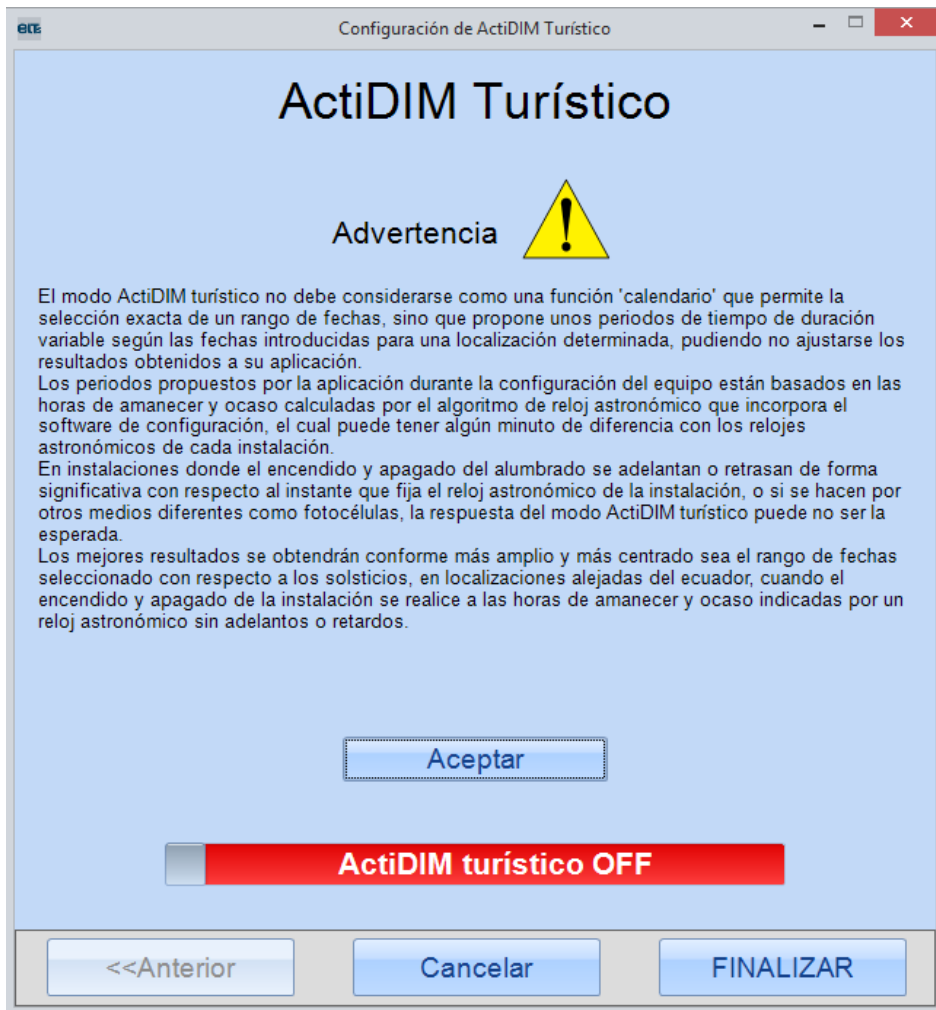 Configuración de ActiDIM Turístico
ActiDIM Turístico
Advertencia
El modo ActiDIM turístico no debe considerarse como una función 'calendario' que permite la
selección exacta de un rango de fechas, sino que propone unos periodos de tiempo de duración
variable según las fechas introducidas para una localización determinada, pudiendo no ajustarse los
resultados obtenidos a su aplicación.
Los periodos propuestos por la aplicación durante la configuración del equipo están basados en las
horas de amanecer y ocaso calculadas por el algoritmo de reloj astronómico que incorpora el
software de configuración, el cual puede tener algún minuto de diferencia con los relojes
astronómicos de cada instalación.
En instalaciones donde el encendido y apagado del alumbrado se adelantan o retrasan de forma
significativa con respecto al instante que fija el reloj astronómico de la instalación, o si se hacen por
otros medios diferentes como fotocélulas, la respuesta del modo ActiDIM turístico puede no ser la
esperada.
Los mejores resultados se obtendrán conforme más amplio y más centrado sea el rango de fechas
seleccionado con respecto a los solsticios, en localizaciones alejadas del ecuador, cuando el
encendido y apagado de la instalación se realice a las horas de amanecer y ocaso indicadas por un
reloj astronómico sin adelantos o retardos.
Aceptar
ActiDIM turístico OFF
<<Anterior
Cancelar
FINALIZAR